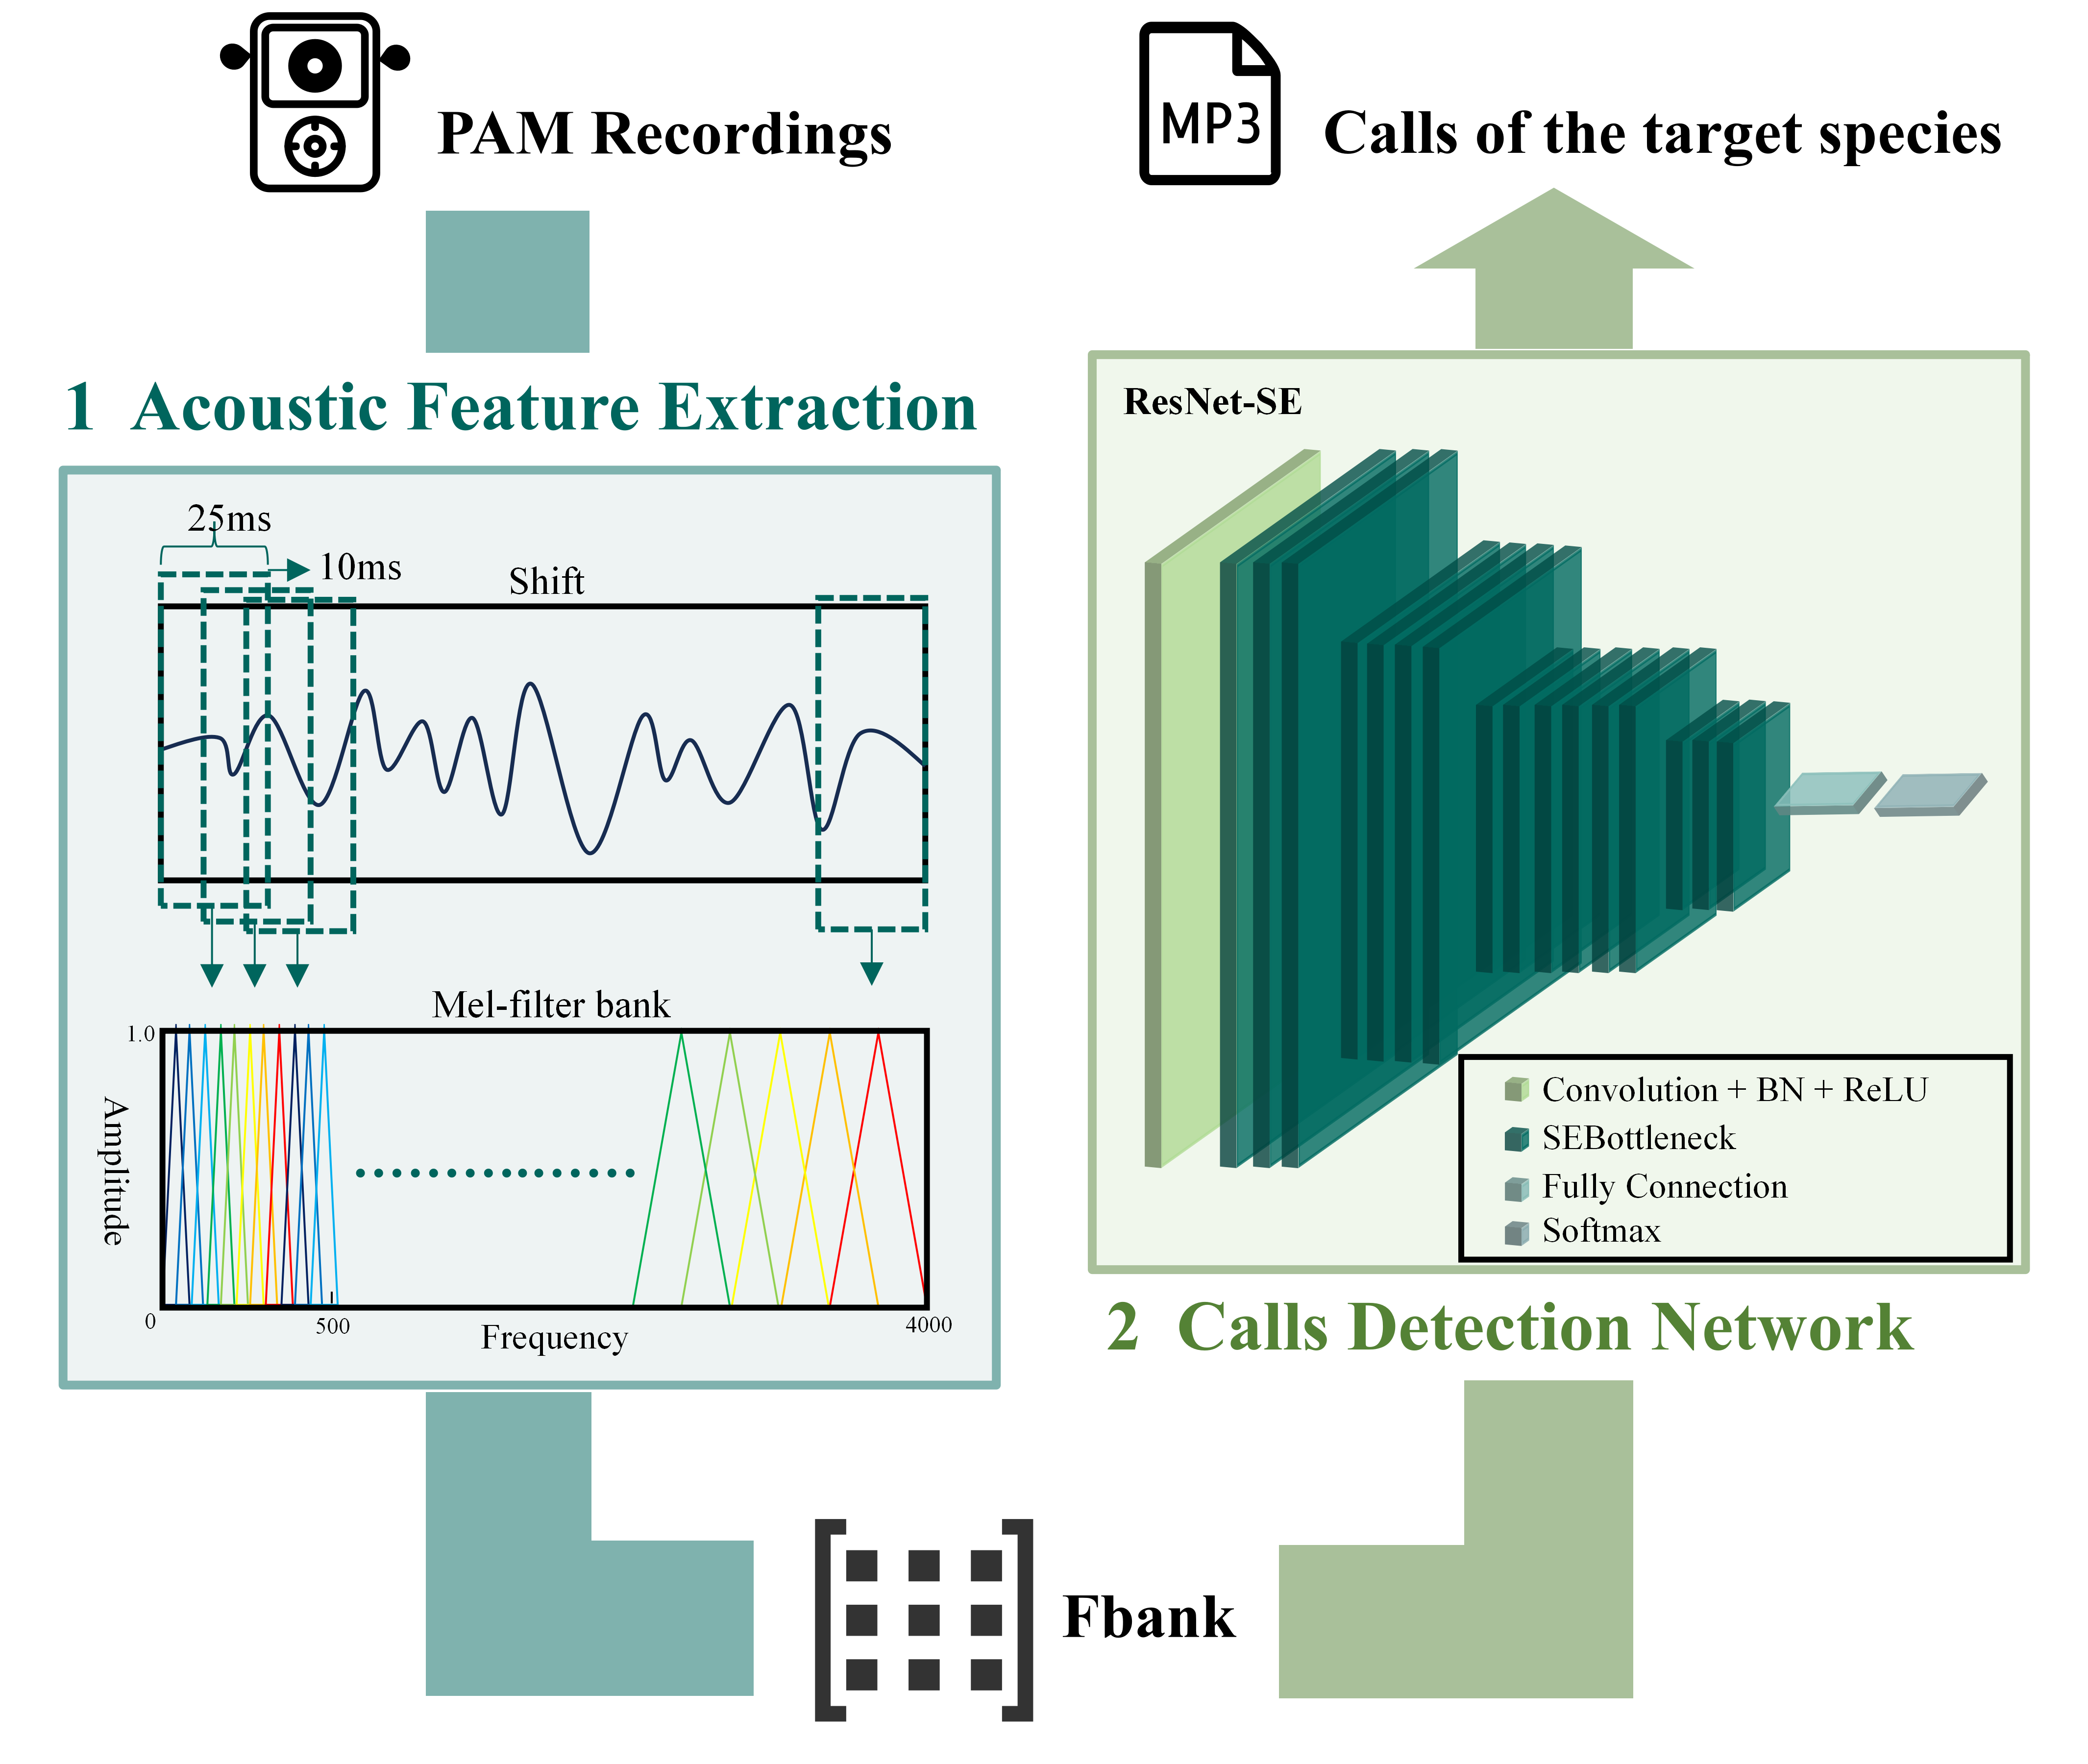 PAM Recordings
1 Acoustic Feature Extraction
25ms
10ms
Shift
Mel-filter bank
1.0
Amplitude
0
500
Frequency
4000
Fbank
MP3
Calls of the target species
ResNet-SE
Convolution + BN + ReLU
SEBottleneck
Fully Connection
Softmax
2 Calls Detection Network